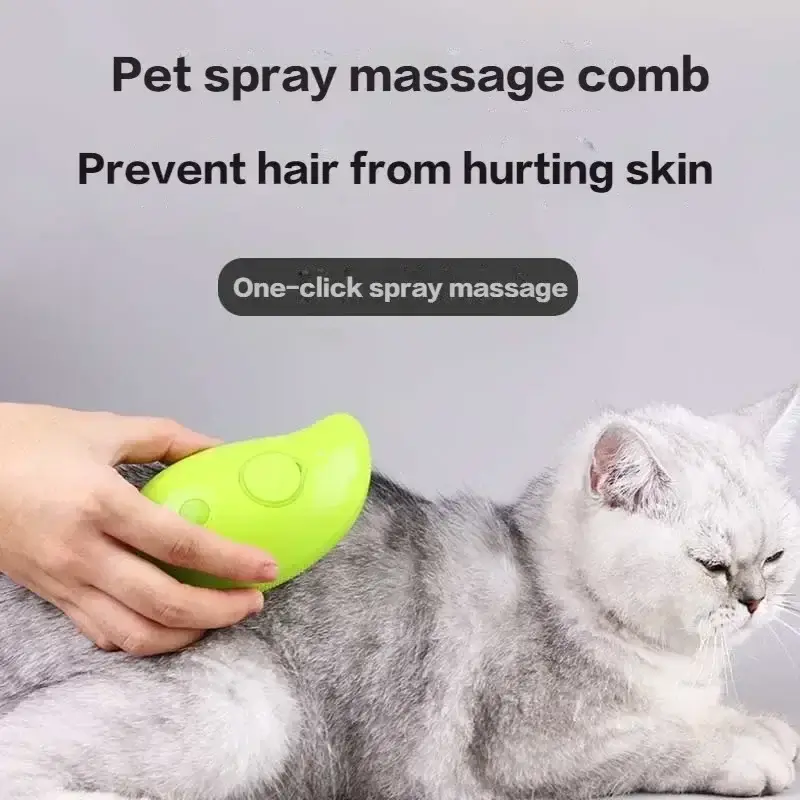 Pet spray massage comb
Prevent hair from hurting skin
One-click spray massage